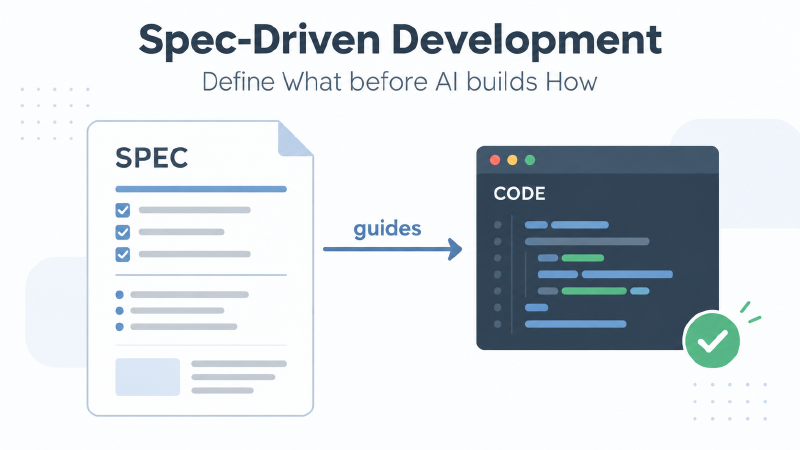 Spec-Driven Development
Define What before AI builds How
SPEC
guides
CODE